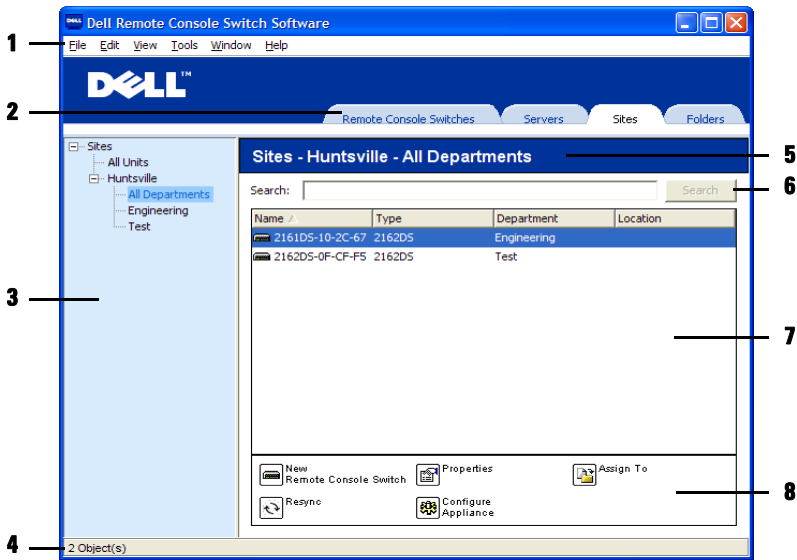 DELL Dell Remote Console Switch Software
1 File Edit View Tools Window Help
DELL™
2 Remote Console Switches Servers Sites Folders
Sites
All Units
Huntsville
All Departments
Engineering
Test
3
Sites - Huntsville - All Departments 5
Search: Search 6
Name Type Department Location
2161DS-10-2C-67 2162DS Engineering
2162DS-0F-CF-F5 2162DS Test
7
New
Remote Console Switch
Properties
Assign To
Resync
Configure
Appliance
8
4 2 Object(s)